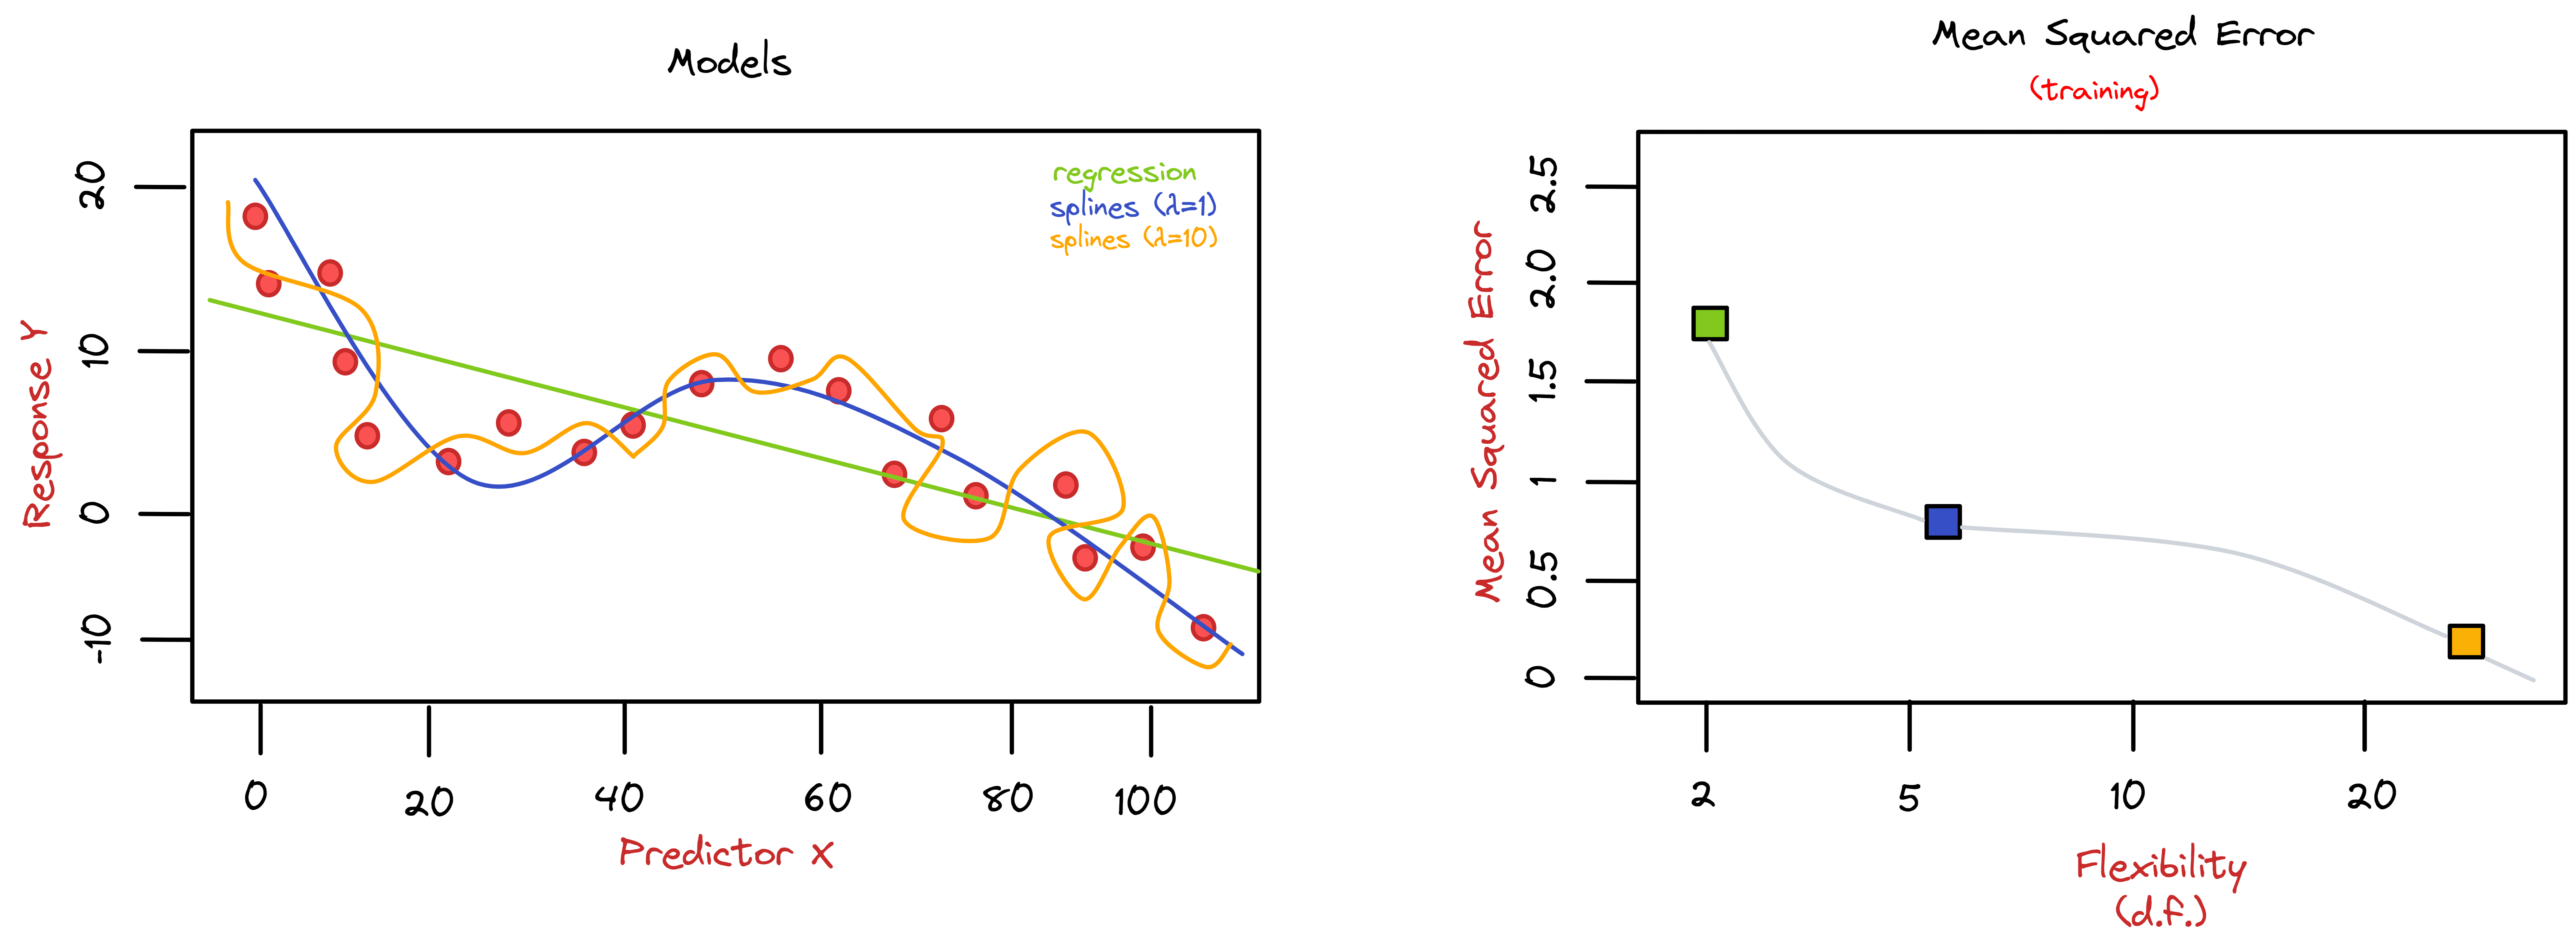 Models
regression
splines (λ=1)
splines (λ=10)
Response Y
20
10
0
-10
0 20 40 60 80 100
Predictor X
Mean Squared Error
(training)
Mean Squared Error
2.5
2.0
1.5
1
0.5
0
2 5 10 20
Flexibility
(d.f.)